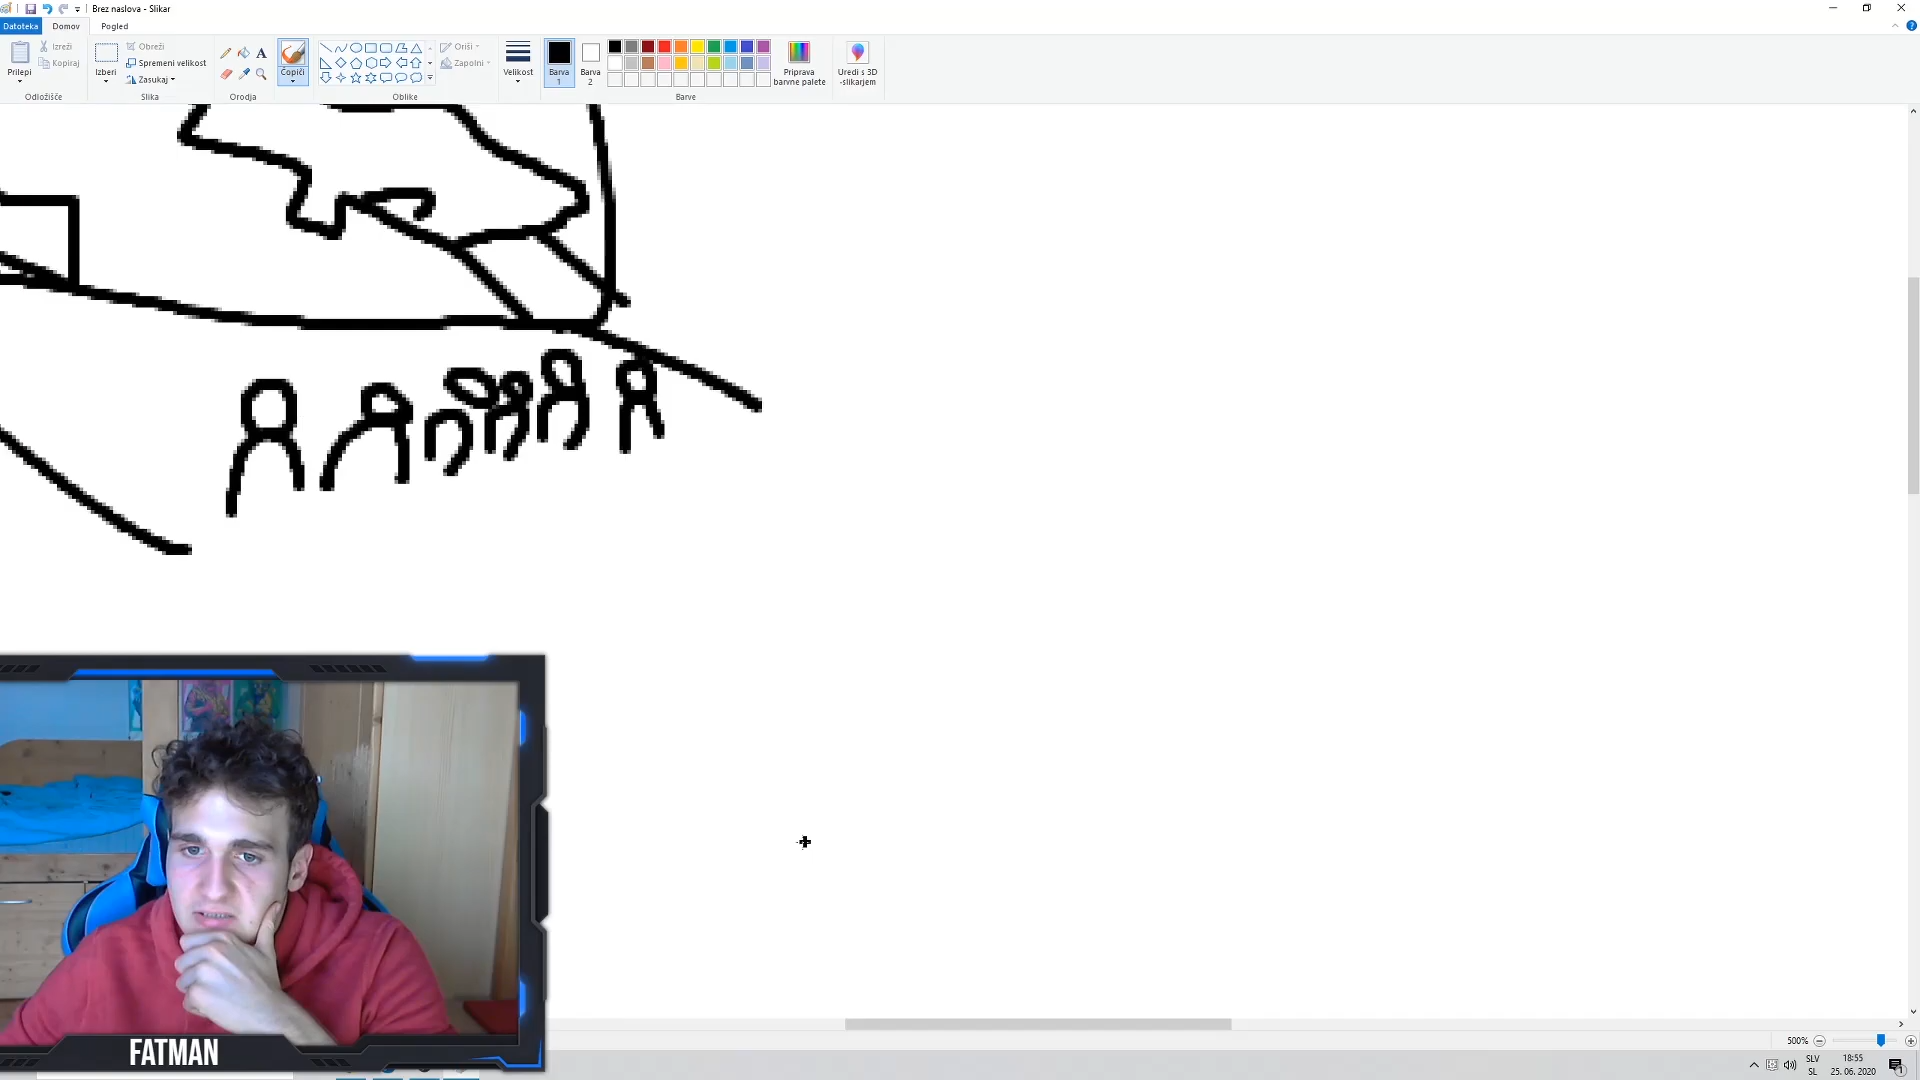 Brez naslova - Slikar
Datoteka Domov Pogled
Prilepi
Izreži
Kopiraj
Odložišče
Izberi
Obreži
Spremeni velikost
Zasukaj
Slika
Orodja
Čopiči
Oriši
Zapolni
Oblike
Velikost
Barva
1
Barva
2
Priprava
barvne palete
Barve
Uredi s 3D
-slikarjem
FATMAN
500%
SLV
SL
18:55
25. 06. 2020